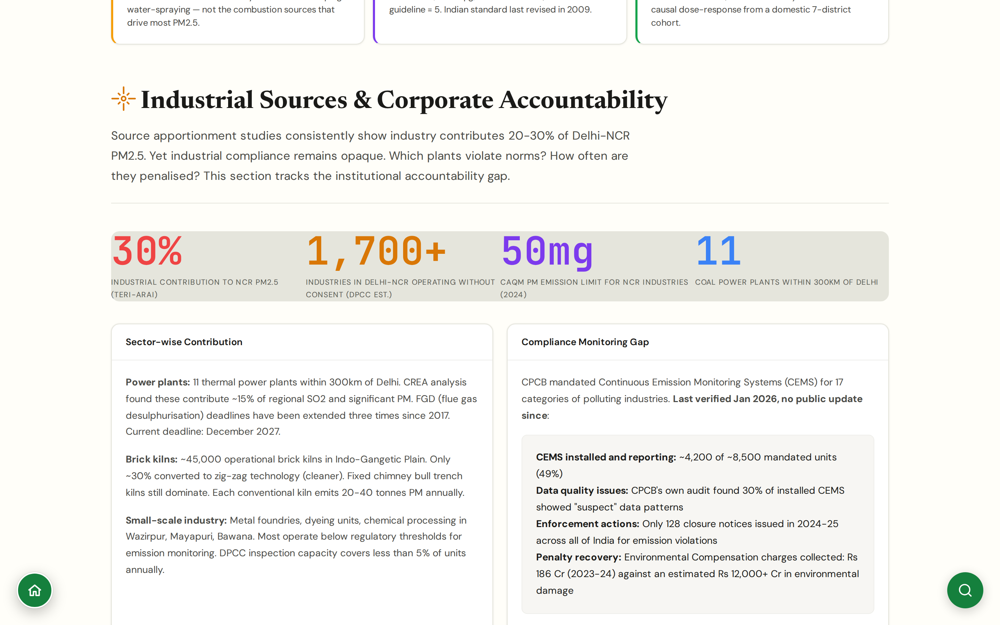 water-spraying — not the combustion sources that
drive most PM2.5.
guideline = 5. Indian standard last revised in 2009.
causal dose-response from a domestic 7-district
cohort.
Industrial Sources & Corporate Accountability
Source apportionment studies consistently show industry contributes 20-30% of Delhi-NCR
PM2.5. Yet industrial compliance remains opaque. Which plants violate norms? How often are
they penalised? This section tracks the institutional accountability gap.
30%
INDUSTRIAL CONTRIBUTION TO NCR PM2.5
(TERI-ARAI)
1,700+
INDUSTRIES IN DELHI-NCR OPERATING WITHOUT
CONSENT (DPCC EST.)
50mg
CAQM PM EMISSION LIMIT FOR NCR INDUSTRIES
(2024)
11
COAL POWER PLANTS WITHIN 300KM OF DELHI
Sector-wise Contribution
Power plants: 11 thermal power plants within 300km of Delhi. CREA analysis
found these contribute ~15% of regional SO2 and significant PM. FGD (flue gas
desulphurisation) deadlines have been extended three times since 2017.
Current deadline: December 2027.
Brick kilns: ~45,000 operational brick kilns in Indo-Gangetic Plain. Only
~30% converted to zig-zag technology (cleaner). Fixed chimney bull trench
kilns still dominate. Each conventional kiln emits 20-40 tonnes PM annually.
Small-scale industry: Metal foundries, dyeing units, chemical processing in
Wazirpur, Mayapuri, Bawana. Most operate below regulatory thresholds for
emission monitoring. DPCC inspection capacity covers less than 5% of units
annually.
Compliance Monitoring Gap
CPCB mandated Continuous Emission Monitoring Systems (CEMS) for 17
categories of polluting industries. Last verified Jan 2026, no public update
since:
CEMS installed and reporting: ~4,200 of ~8,500 mandated units
(49%)
Data quality issues: CPCB's own audit found 30% of installed CEMS
showed "suspect" data patterns
Enforcement actions: Only 128 closure notices issued in 2024-25
across all of India for emission violations
Penalty recovery: Environmental Compensation charges collected: Rs
186 Cr (2023-24) against an estimated Rs 12,000+ Cr in environmental
damage